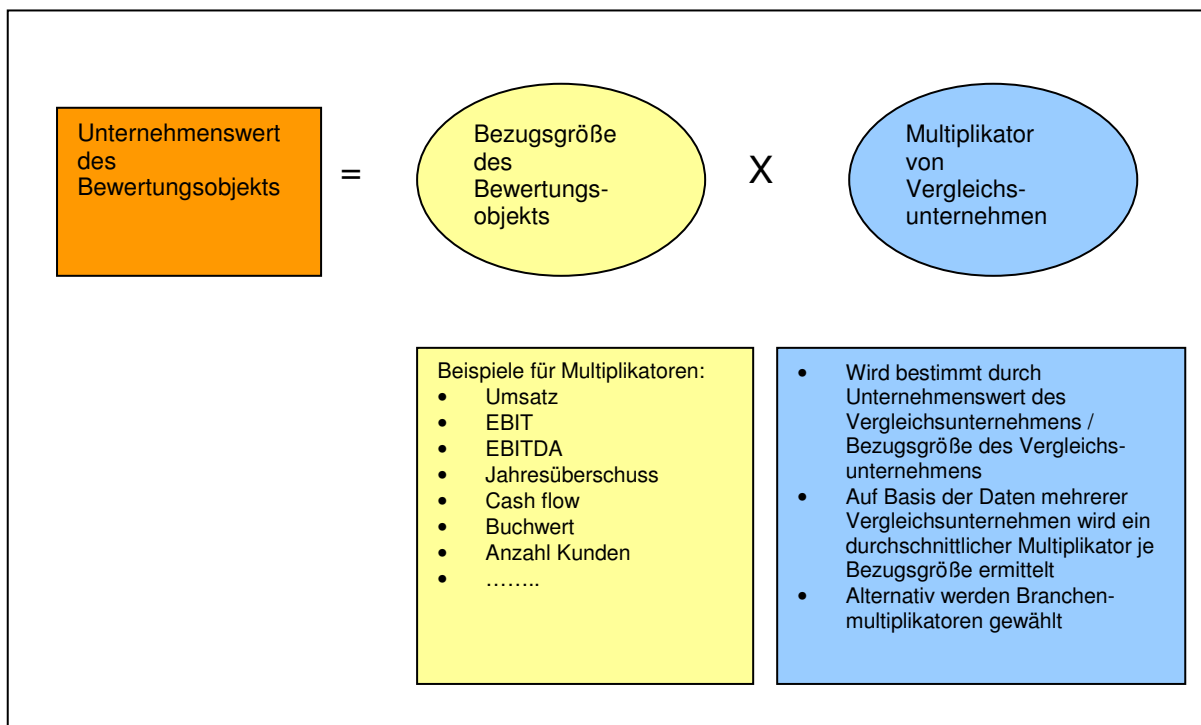 Unternehmenswert
des
Bewertungsobjekts
=
Bezugsgröße
des
Bewertungs-
objekts
X
Multiplikator
von
Vergleichs-
unternehmen
Beispiele für Multiplikatoren:
• Umsatz
• EBIT
• EBITDA
• Jahresüberschuss
• Cash flow
• Buchwert
• Anzahl Kunden
• ……..
• Wird bestimmt durch
Unternehmenswert des
Vergleichsunternehmens /
Bezugsgröße des Vergleichs-
unternehmens
• Auf Basis der Daten mehrerer
Vergleichsunternehmen wird ein
durchschnittlicher Multiplikator je
Bezugsgröße ermittelt
• Alternativ werden Branchen-
multiplikatoren gewählt